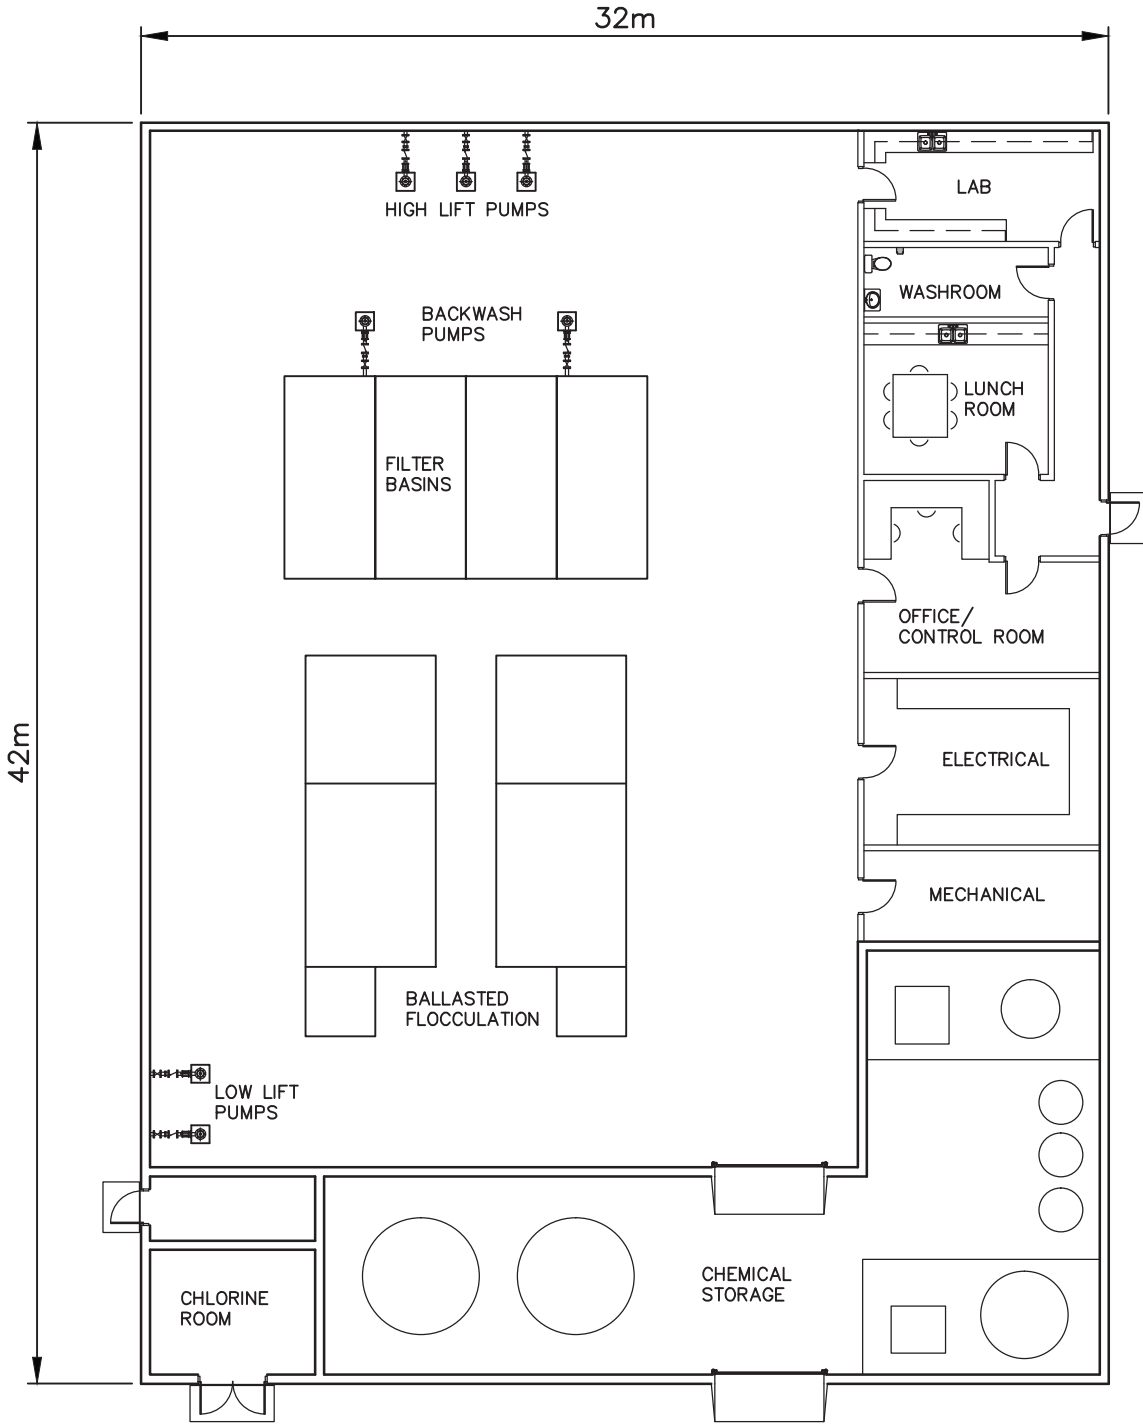 32m
HIGH LIFT PUMPS
LAB
WASHROOM
BACKWASH
PUMPS
LUNCH
ROOM
FILTER
BASINS
OFFICE/
CONTROL ROOM
42m
ELECTRICAL
MECHANICAL
BALLASTED
FLOCCULATION
LOW LIFT
PUMPS
CHEMICAL
STORAGE
CHLORINE
ROOM